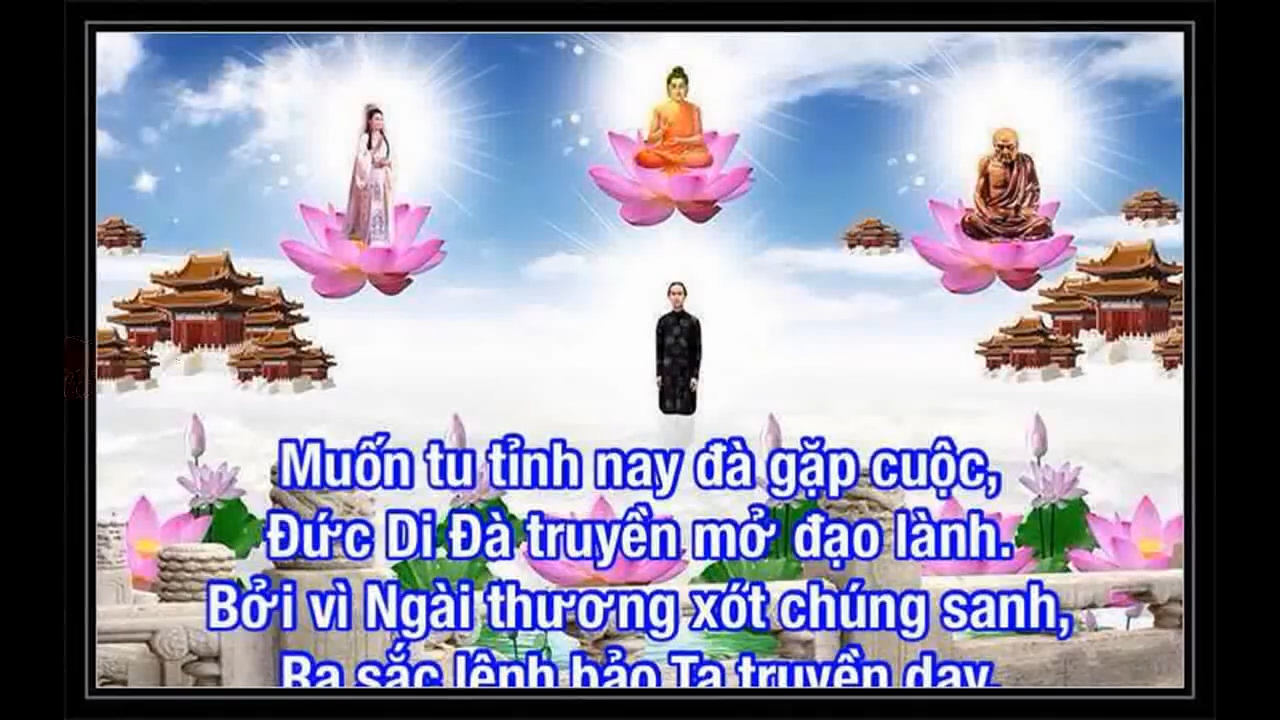 Muốn tu tỉnh nay đà gặp cuộc,
Đức Di Đà truyền mở đạo lành.
Bởi vì Ngài thương xót chúng sanh,
Ra sắc lệnh bảo Ta truyền dạy